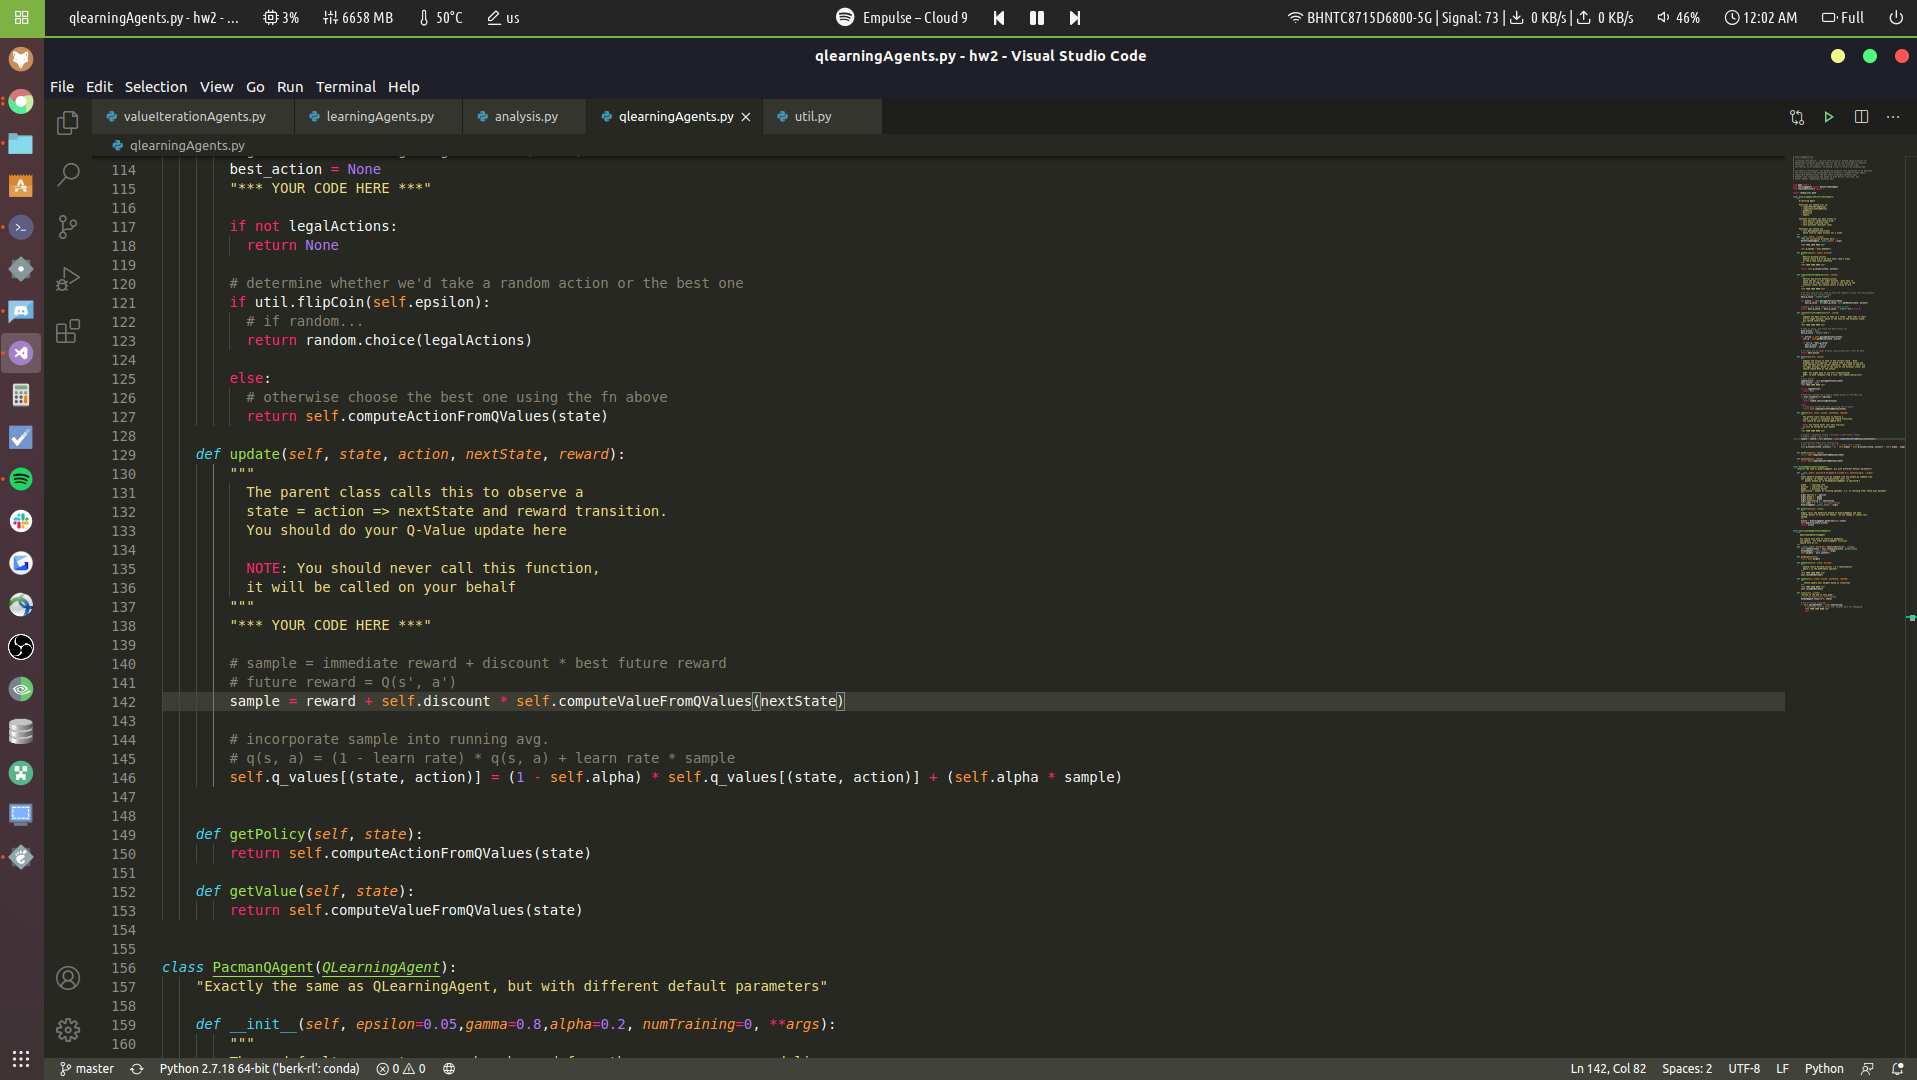 qlearningAgents.py - hw2 - ...
3%
6658 MB
50°C
us
Empulse – Cloud 9
BHNTC8715D6800-5G | Signal: 73 | 0 KB/s | 0 KB/s
46%
12:02 AM
Full
qlearningAgents.py - hw2 - Visual Studio Code
File Edit Selection View Go Run Terminal Help
valueIterationAgents.py
learningAgents.py
analysis.py
qlearningAgents.py
util.py
qlearningAgents.py
114 best_action = None
115 "*** YOUR CODE HERE ***"
116
117 if not legalActions:
118 return None
119
120 # determine whether we'd take a random action or the best one
121 if util.flipCoin(self.epsilon):
122 # if random...
123 return random.choice(legalActions)
124
125 else:
126 # otherwise choose the best one using the fn above
127 return self.computeActionFromQValues(state)
128
129 def update(self, state, action, nextState, reward):
130 """
131 The parent class calls this to observe a
132 state = action => nextState and reward transition.
133 You should do your Q-Value update here
134
135 NOTE: You should never call this function,
136 it will be called on your behalf
137 """
138 "*** YOUR CODE HERE ***"
139
140 # sample = immediate reward + discount * best future reward
141 # future reward = Q(s', a')
142 sample = reward + self.discount * self.computeValueFromQValues(nextState)
143
144 # incorporate sample into running avg.
145 # q(s, a) = (1 - learn rate) * q(s, a) + learn rate * sample
146 self.q_values[(state, action)] = (1 - self.alpha) * self.q_values[(state, action)] + (self.alpha * sample)
147
148
149 def getPolicy(self, state):
150 return self.computeActionFromQValues(state)
151
152 def getValue(self, state):
153 return self.computeValueFromQValues(state)
154
155
156 class PacmanQAgent(QLearningAgent):
157 "Exactly the same as QLearningAgent, but with different default parameters"
158
159 def __init__(self, epsilon=0.05,gamma=0.8,alpha=0.2, numTraining=0, **args):
160 """
master
Python 2.7.18 64-bit ('berk-rl': conda)
0 0
Ln 142, Col 82
Spaces: 2
UTF-8
LF
Python